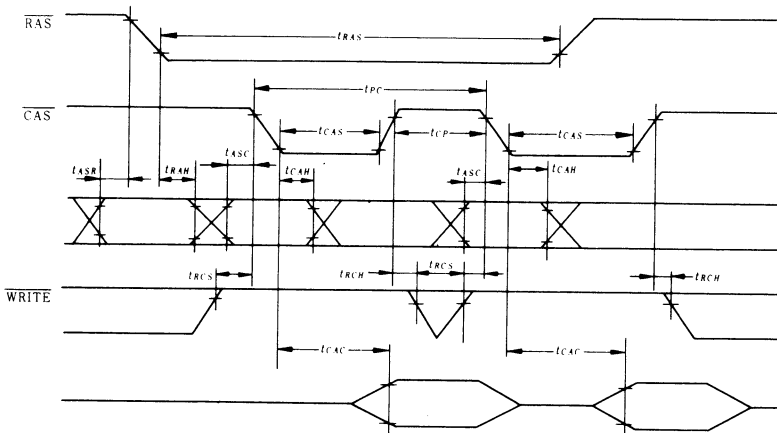 RAS
tRAS
tPC
CAS
tCAS
tCP
tCAS
tASR
tRAH
tASC
tCAH
tASC
tCAH
tRCS
tRCH
tRCS
tRCH
WRITE
tCAC
tCAC